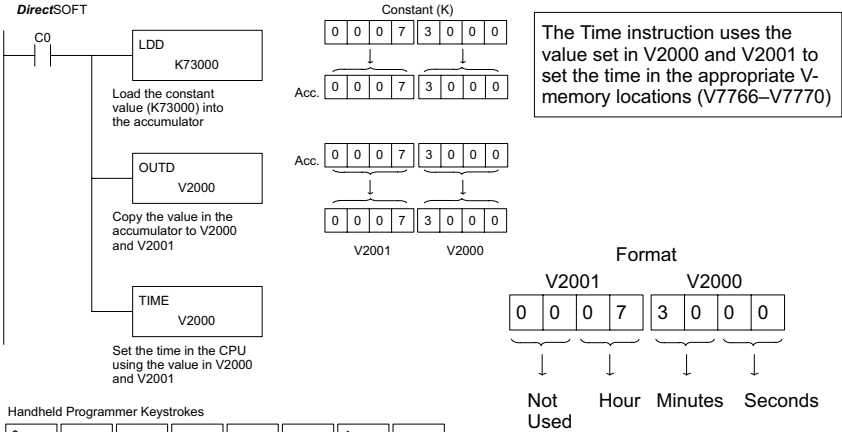 DirectSOFT
C0
LDD
K73000
Load the constant
value (K73000) into
the accumulator
OUTD
V2000
Copy the value in the
accumulator to V2000
and V2001
TIME
V2000
Set the time in the CPU
using the value in V2000
and V2001
Constant (K)
0 0 0 7 3 0 0 0
Acc. 0 0 0 7 3 0 0 0
Acc. 0 0 0 7 3 0 0 0
0 0 0 7 3 0 0 0
V2001 V2000
The Time instruction uses the
value set in V2000 and V2001 to
set the time in the appropriate V-
memory locations (V7766–V7770)
Format
V2001 V2000
0 0 0 7 3 0 0 0
Not Hour Minutes Seconds
Used
Handheld Programmer Keystrokes